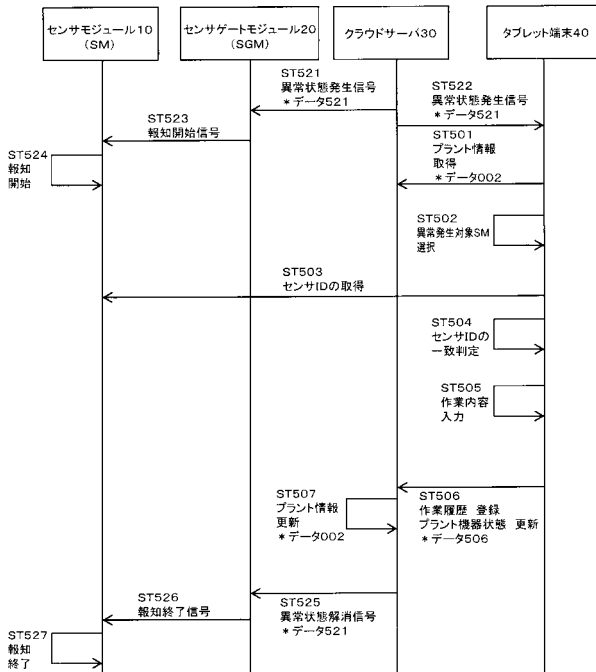 センサモジュール10
(SM)
センサゲートモジュール20
(SGM)
クラウドサーバ30
タブレット端末40
ST521
異常状態発生信号
*データ521
ST522
異常状態発生信号
*データ521
ST523
報知開始信号
ST501
プラント情報
取得
*データ002
ST524
報知
開始
ST502
異常発生対象SM
選択
ST503
センサIDの取得
ST504
センサIDの
一致判定
ST505
作業内容
入力
ST507
プラント情報
更新
*データ002
ST506
作業履歴 登録
プラント機器状態 更新
*データ506
ST526
報知終了信号
ST525
異常状態解消信号
*データ521
ST527
報知
終了